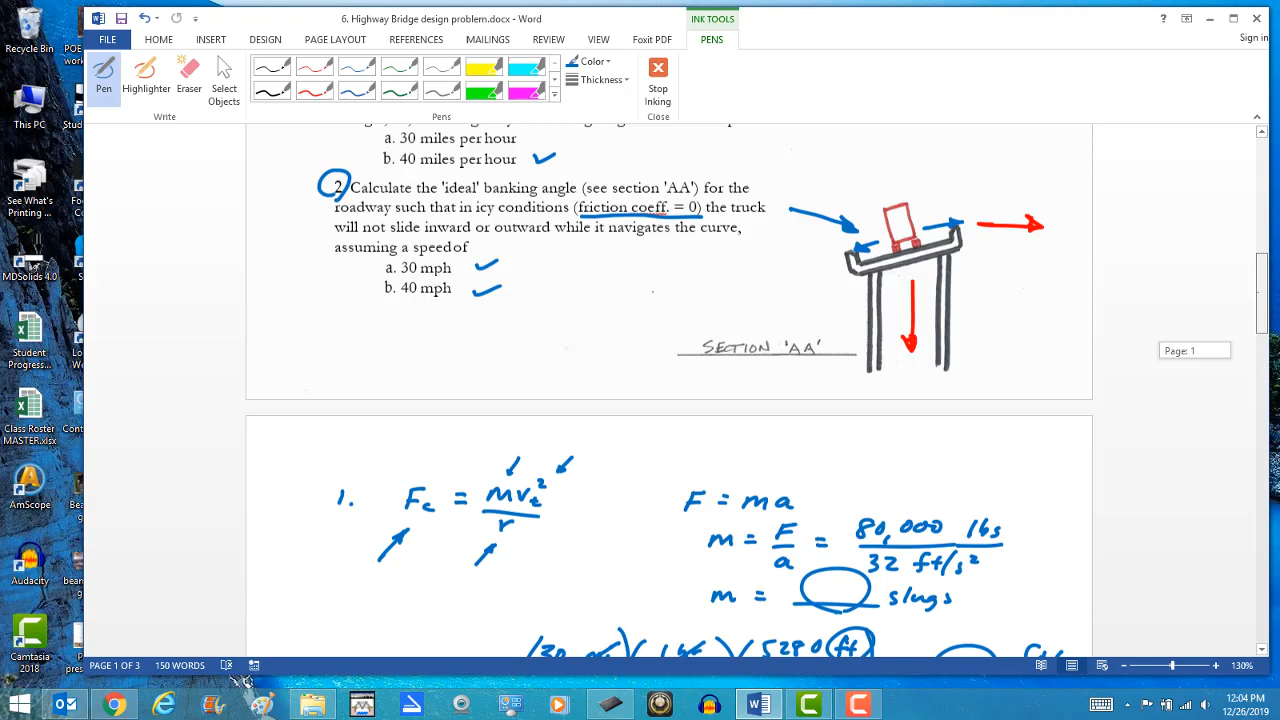 6. Highway Bridge design problem.docx - Word
INK TOOLS
FILE
HOME
INSERT
DESIGN
PAGE LAYOUT
REFERENCES
MAILINGS
REVIEW
VIEW
Foxit PDF
PENS
Sign in
Pen
Highlighter
Eraser
Select Objects
Color
Thickness
Stop Inking
Write
Pens
Close
a. 30 miles per hour
b. 40 miles per hour
2. Calculate the 'ideal' banking angle (see section 'AA') for the
roadway such that in icy conditions (friction coeff. = 0) the truck
will not slide inward or outward while it navigates the curve,
assuming a speed of
a. 30 mph
b. 40 mph
SECTION 'AA'
Page: 1
1. Fc = mvt² / r
F = ma
m = F/a = 80,000 lbs / 32 ft/s²
m = ___ slugs
Recycle Bin
This PC
MDSolids 4.0
Student Progress...
Class Roster MASTER.xlsx
AmScope
Audacity
Camtasia 2018
PAGE 1 OF 3
150 WORDS
130%
12:04 PM
12/26/2019